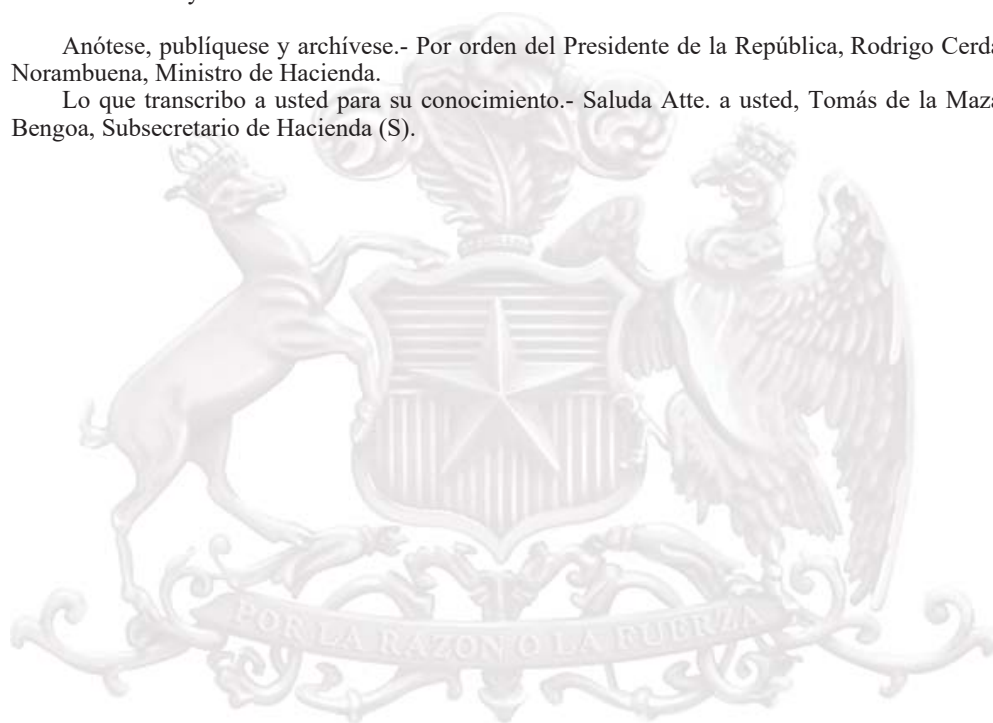 Anótese, publíquese y archívese.- Por orden del Presidente de la República, Rodrigo Cerda
Norambuena, Ministro de Hacienda.
Lo que transcribo a usted para su conocimiento.- Saluda Atte. a usted, Tomás de la Maza
Bengoa, Subsecretario de Hacienda (S).
POR LA RAZON O LA FUERZA